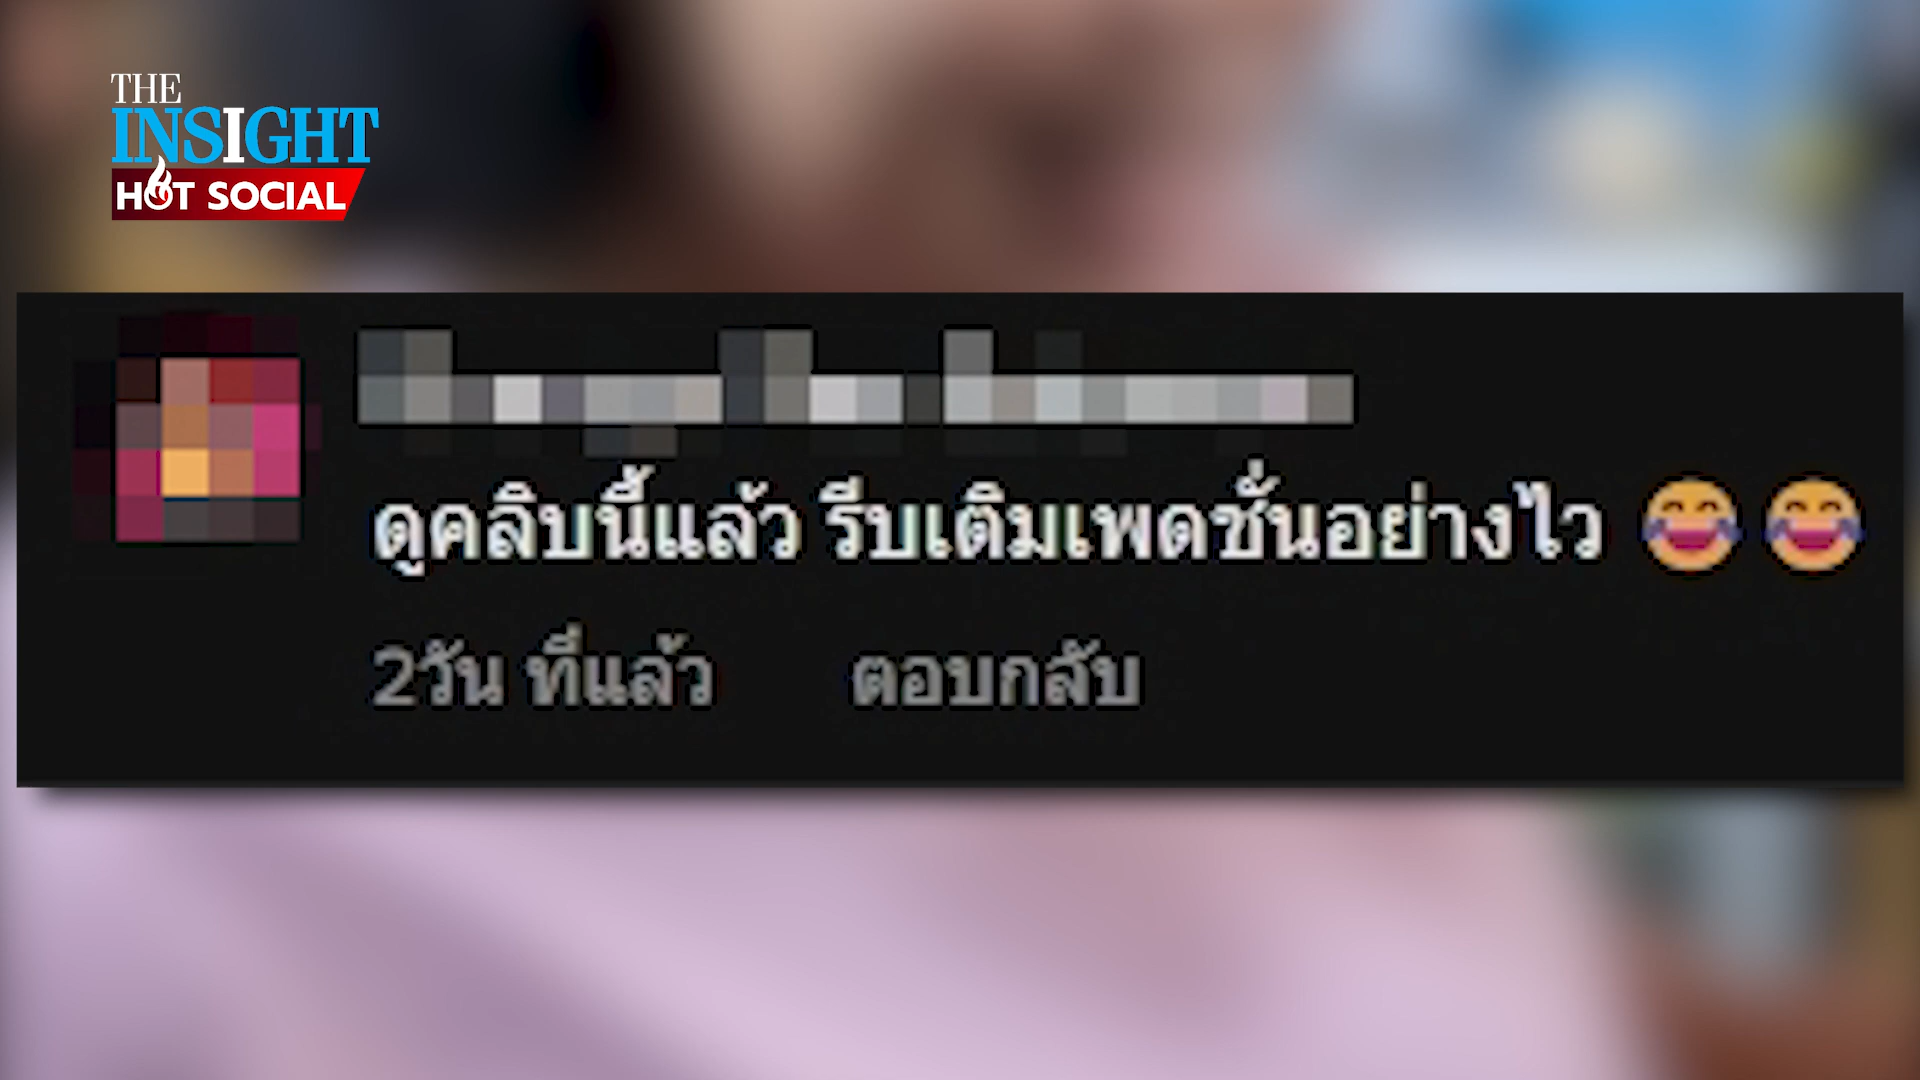 THE
INSIGHT
HOT SOCIAL
ดูคลิบนี้แล้ว รีบเติมเพดชั่นอย่างไว 😂😂
2วัน ที่แล้ว ตอบกลับ